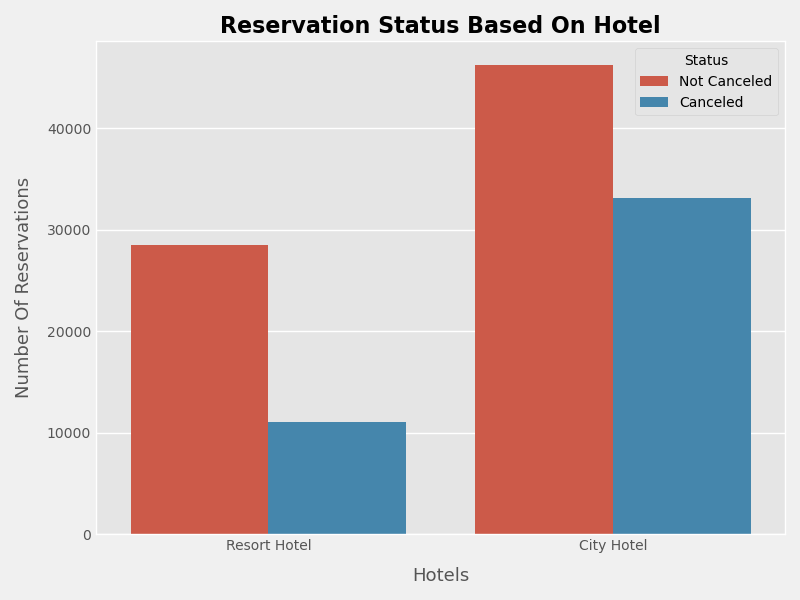 Reservation Status Based On Hotel
Status
Not Canceled
Canceled
Number Of Reservations
40000
30000
20000
10000
0
Resort Hotel
City Hotel
Hotels